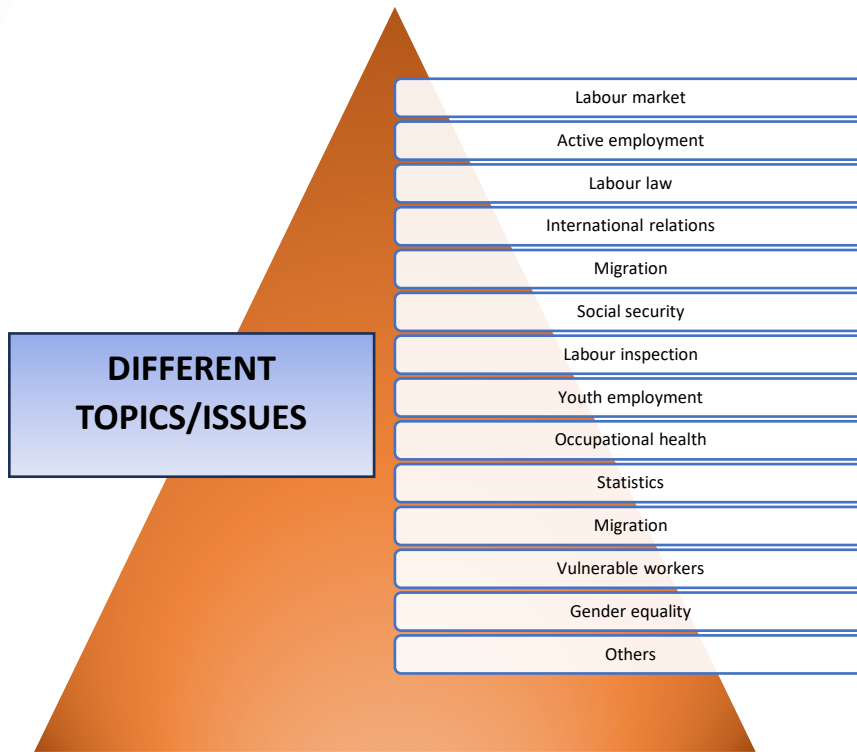 DIFFERENT
TOPICS/ISSUES
Labour market
Active employment
Labour law
International relations
Migration
Social security
Labour inspection
Youth employment
Occupational health
Statistics
Migration
Vulnerable workers
Gender equality
Others